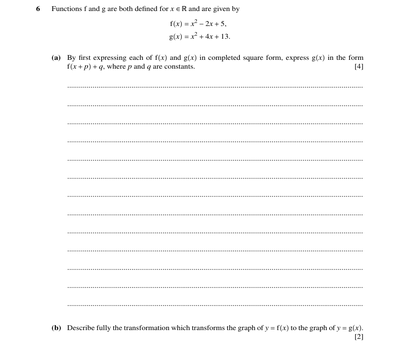 6 Functions f and g are both defined for x ∈ ℝ and are given by
f(x) = x² − 2x + 5,
g(x) = x² + 4x + 13.
(a) By first expressing each of f(x) and g(x) in completed square form, express g(x) in the form
f(x + p) + q, where p and q are constants. [4]
(b) Describe fully the transformation which transforms the graph of y = f(x) to the graph of y = g(x).
[2]